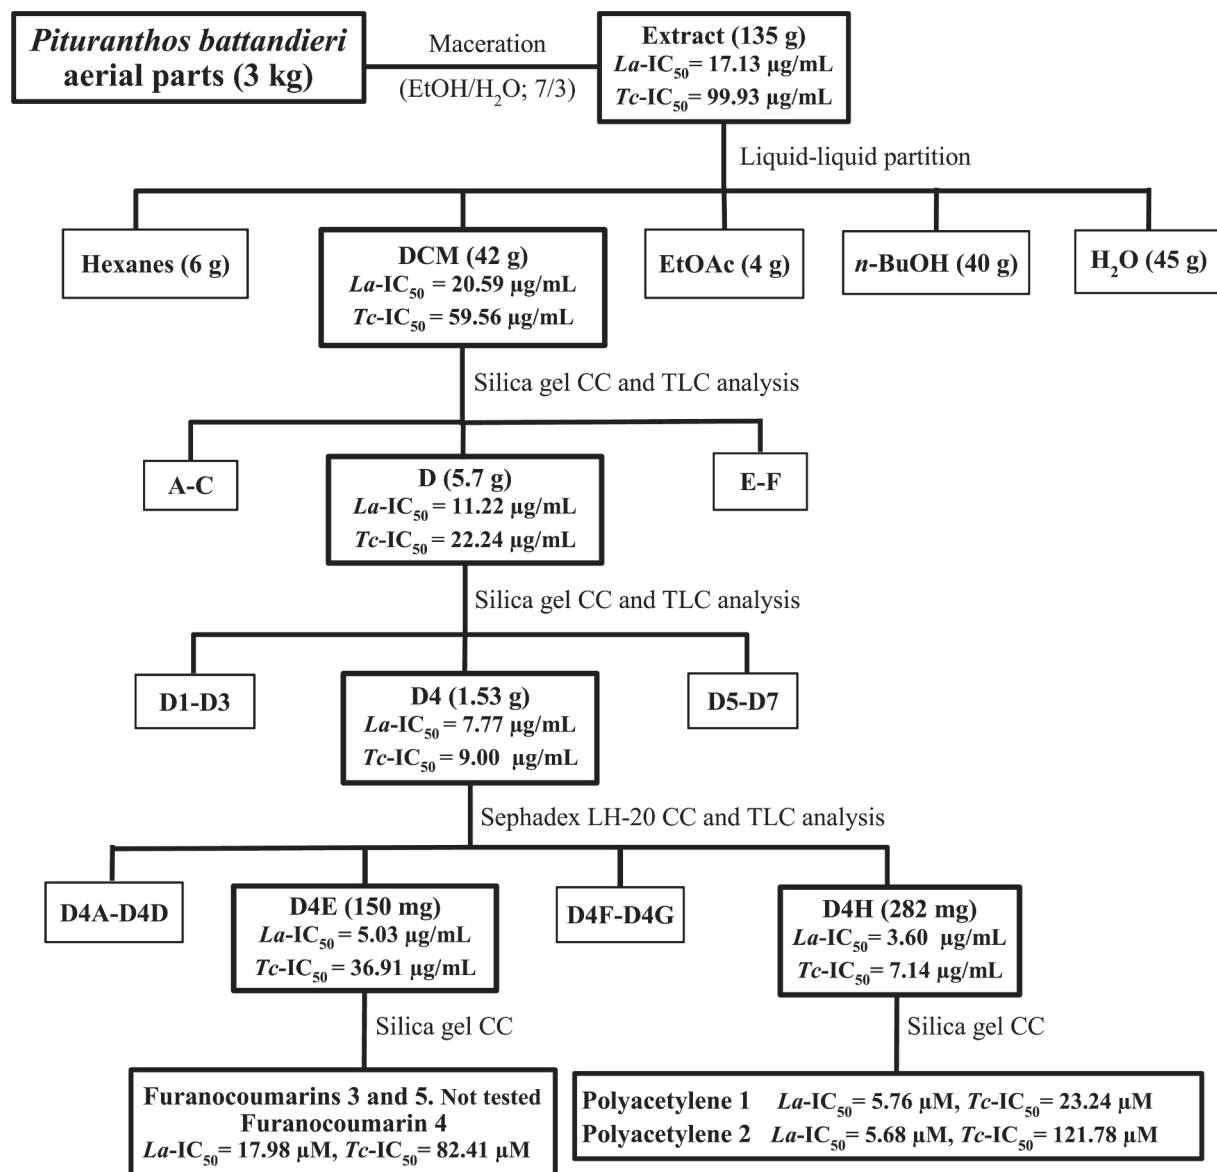 Pituranthos battandieri
aerial parts (3 kg)
Maceration
(EtOH/H₂O; 7/3)
Extract (135 g)
La-IC₅₀= 17.13 µg/mL
Tc-IC₅₀= 99.93 µg/mL
Liquid-liquid partition
Hexanes (6 g)
DCM (42 g)
La-IC₅₀ = 20.59 µg/mL
Tc-IC₅₀ = 59.56 µg/mL
EtOAc (4 g)
n-BuOH (40 g)
H₂O (45 g)
Silica gel CC and TLC analysis
A-C
D (5.7 g)
La-IC₅₀ = 11.22 µg/mL
Tc-IC₅₀ = 22.24 µg/mL
E-F
Silica gel CC and TLC analysis
D1-D3
D4 (1.53 g)
La-IC₅₀ = 7.77 µg/mL
Tc-IC₅₀ = 9.00 µg/mL
D5-D7
Sephadex LH-20 CC and TLC analysis
D4A-D4D
D4E (150 mg)
La-IC₅₀ = 5.03 µg/mL
Tc-IC₅₀ = 36.91 µg/mL
D4F-D4G
D4H (282 mg)
La-IC₅₀= 3.60 µg/mL
Tc-IC₅₀ = 7.14 µg/mL
Silica gel CC
Silica gel CC
Furanocoumarins 3 and 5. Not tested
Furanocoumarin 4
La-IC₅₀= 17.98 µM, Tc-IC₅₀= 82.41 µM
Polyacetylene 1 La-IC₅₀= 5.76 µM, Tc-IC₅₀= 23.24 µM
Polyacetylene 2 La-IC₅₀= 5.68 µM, Tc-IC₅₀= 121.78 µM